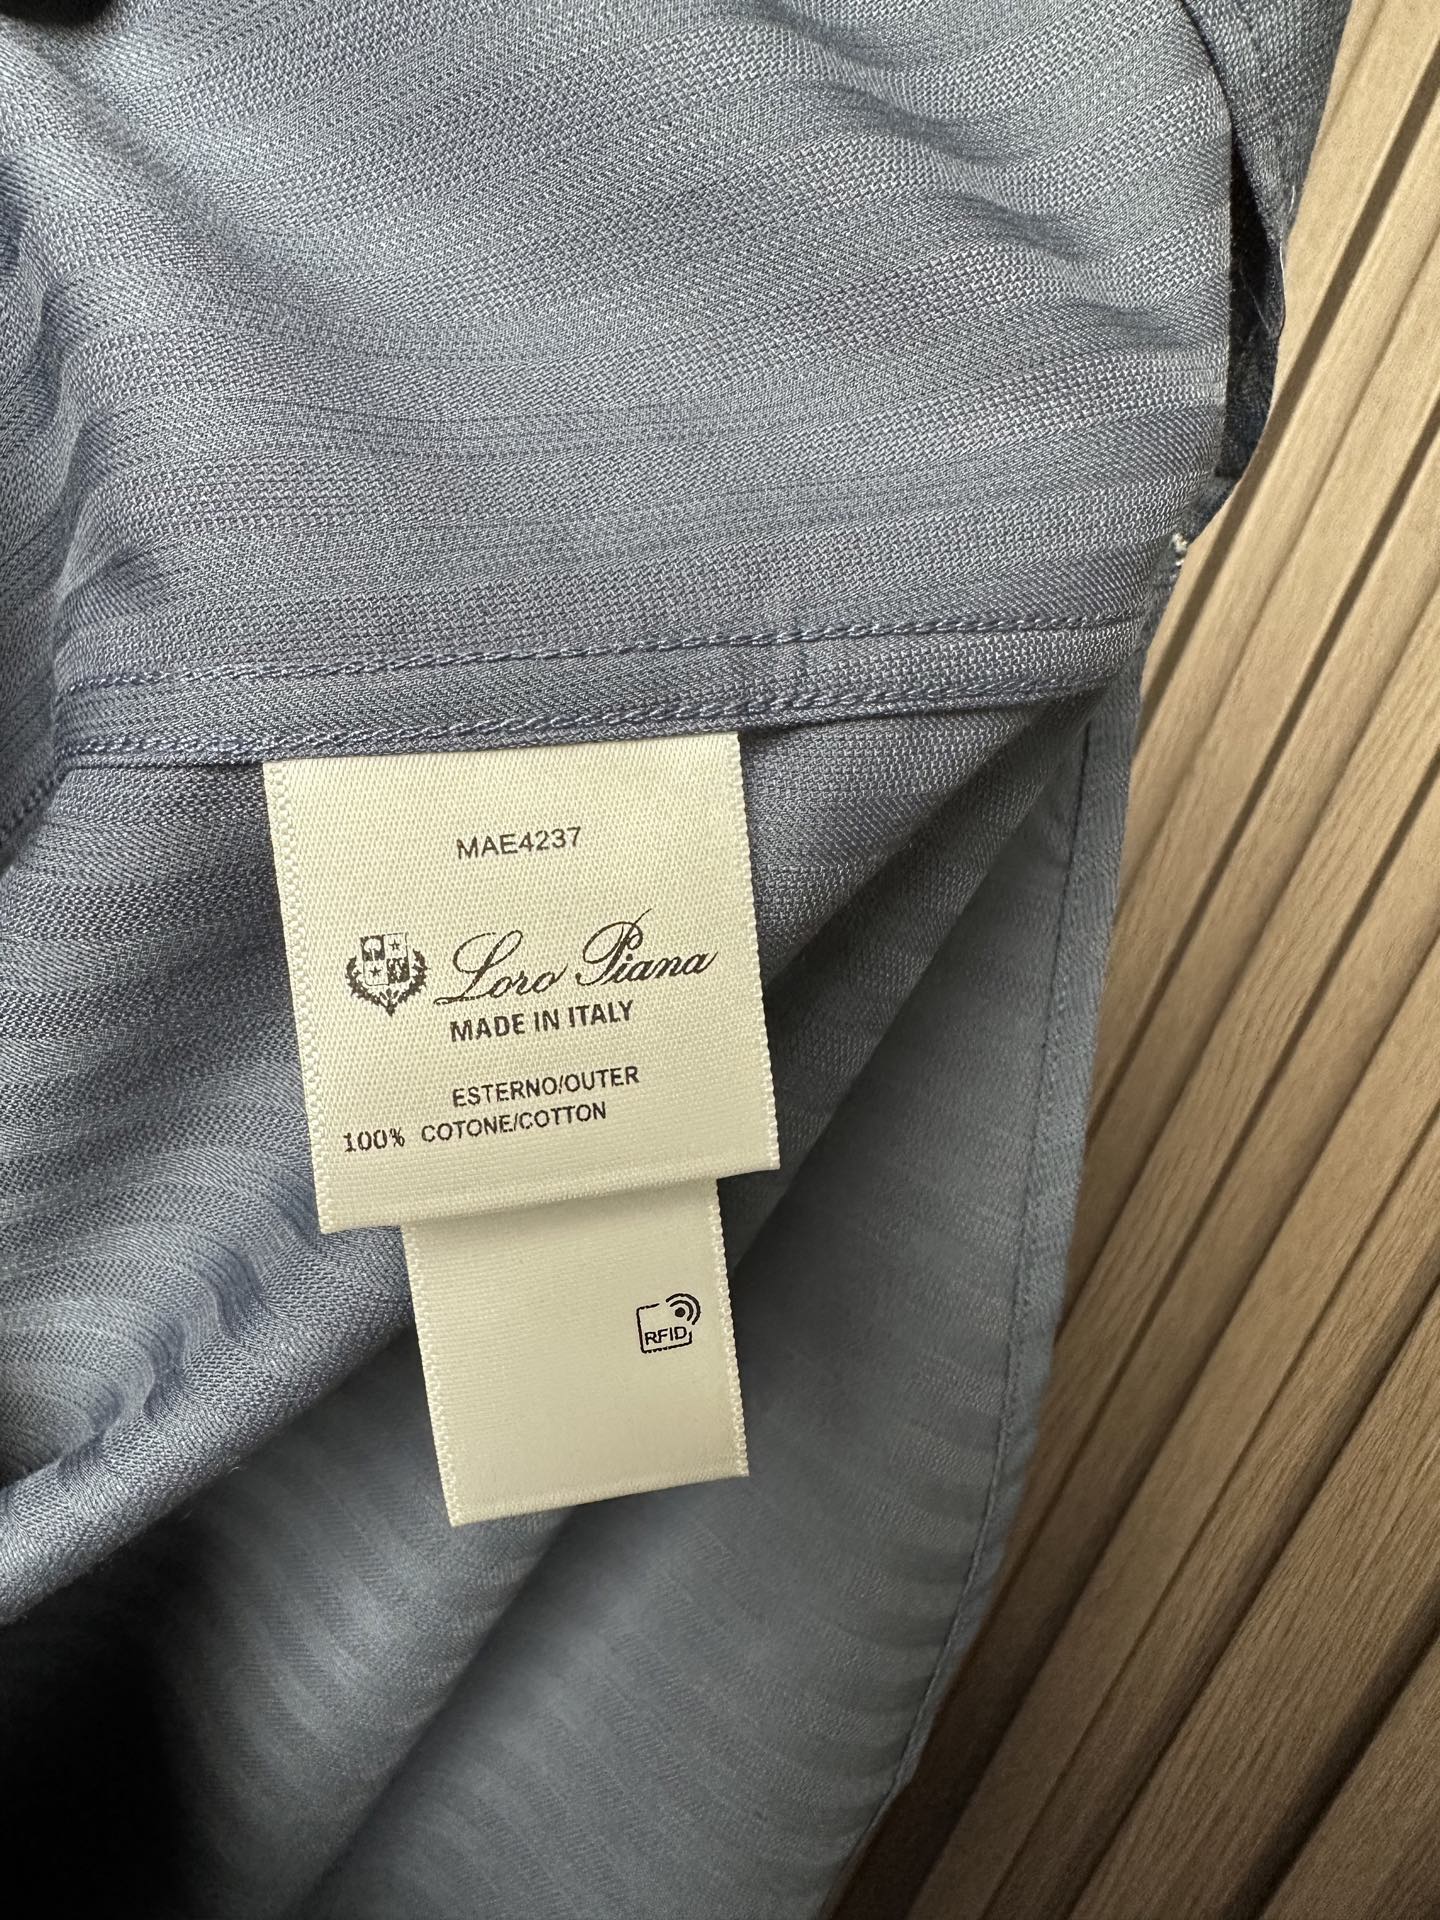 MAE4237
Loro Piana
MADE IN ITALY
ESTERNO/OUTER
100% COTONE/COTTON
RFID